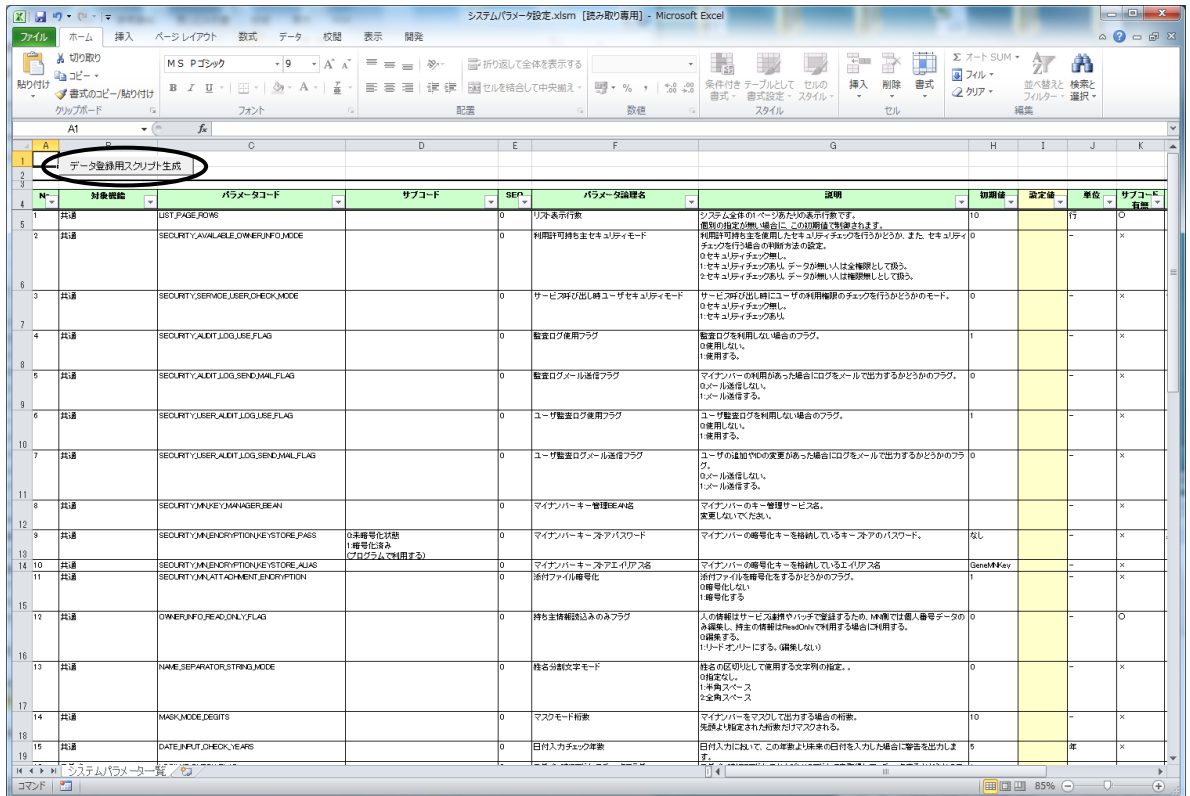 システムパラメータ設定.xlsm [読み取り専用] - Microsoft Excel
ファイル ホーム 挿入 ページ レイアウト 数式 データ 校閲 表示 開発
切り取り
コピー
書式のコピー/貼り付け
貼り付け
クリップボード
MS Pゴシック 9
B I U
フォント
折り返して全体を表示する
セルを結合して中央揃え
配置
数値
条件付き書式 テーブルとして書式設定 セルのスタイル
スタイル
挿入 削除 書式
セル
Σ オート SUM
フィル
クリア
並べ替えとフィルター 検索と選択
編集
A1 fx
A B C D E F G H I J K
データ登録用スクリプト生成
対象機能 パラメータコード サブコード SEQ パラメータ論理名 説明 初期値 設定値 単位 サブコード有無
1 共通 LIST_PAGE_ROWS 0 リスト表示行数 システム全体の1ページあたりの表示行数です。 10 行 ○
個別の指定が無い場合に、この初期値で制御されます。
2 共通 SECURITY_AVAILABLE_OWNER_INFO_MODE 0 利用許可持ち主セキュリティモード 利用許可持ち主を使用したセキュリティチェックを行うかどうか、また、セキュリティ 0 - ×
チェックを行う場合の判断方法の設定。
0:セキュリティチェック無し。
1:セキュリティチェックあり。データが無い人は全権限として扱う。
2:セキュリティチェックあり。データが無い人は権限無しとして扱う。
3 共通 SECURITY_SERVICE_USER_CHECK_MODE 0 サービス呼び出し時ユーザセキュリティモード サービス呼び出し時にユーザの利用権限のチェックを行うかどうかのモード。 0 - ×
0:セキュリティチェック無し。
1:セキュリティチェックあり。
4 共通 SECURITY_AUDIT_LOG_USE_FLAG 0 監査ログ使用フラグ 監査ログを利用しない場合のフラグ。 1 - ×
0:使用しない。
1:使用する。
5 共通 SECURITY_AUDIT_LOG_SEND_MAIL_FLAG 0 監査ログメール送信フラグ マイナンバーの利用があった場合にログをメールで出力するかどうかのフラグ。 0 - ×
0:メール送信しない。
1:メール送信する。
6 共通 SECURITY_USER_AUDIT_LOG_USE_FLAG 0 ユーザ監査ログ使用フラグ ユーザ監査ログを利用しない場合のフラグ。 1 - ×
0:使用しない。
1:使用する。
7 共通 SECURITY_USER_AUDIT_LOG_SEND_MAIL_FLAG 0 ユーザ監査ログメール送信フラグ ユーザの追加やIDの変更があった場合にログをメールで出力するかどうかのフラ 0 - ×
グ。
0:メール送信しない。
1:メール送信する。
8 共通 SECURITY_MN_KEY_MANAGER_BEAN 0 マイナンバーキー管理BEAN名 マイナンバーのキー管理サービス名。 - ×
変更しないでください。
9 共通 SECURITY_MN_ENCRYPTION_KEYSTORE_PASS 0:未暗号化状態 0 マイナンバーキーストアパスワード マイナンバーの暗号化キーを格納しているキーストアのパスワード。 なし - ×
1:暗号化済み
(プログラムで利用する)
10 共通 SECURITY_MN_ENCRYPTION_KEYSTORE_ALIAS 0 マイナンバーキーストアエイリアス名 マイナンバーの暗号化キーを格納しているエイリアス名 GeneMNKey - ×
11 共通 SECURITY_MN_ATTACHMENT_ENCRYPTION 0 添付ファイル暗号化 添付ファイルを暗号化をするかどうかのフラグ。 1 - ×
0:暗号化しない
1:暗号化する
12 共通 OWNER_INFO_READ_ONLY_FLAG 0 持ち主情報読込みのみフラグ 人の情報はサービス連携やバッチで登録するため、MN側では個人番号データの 0 - ○
み編集し、持主の情報はReadOnlyで利用する場合に利用する。
0:編集する。
1:リードオンリーにする。(編集しない)
13 共通 NAME_SEPARATOR_STRING_MODE 0 姓名分割文字モード 姓名の区切りとして使用する文字列の指定。. 0 - ×
0:指定なし。
1:半角スペース
2:全角スペース
14 共通 MASK_MODE_DEGITS 0 マスクモード桁数 マイナンバーをマスクして出力する場合の桁数。 10 - ×
先頭より指定された桁数だけマスクされる。
15 共通 DATE_INPUT_CHECK_YEARS 0 日付入力チェック年数 日付入力において、この年数より未来の日付を入力した場合に警告を出力しま 5 年 ×
す。
システムパラメータ一覧
コマンド 85%